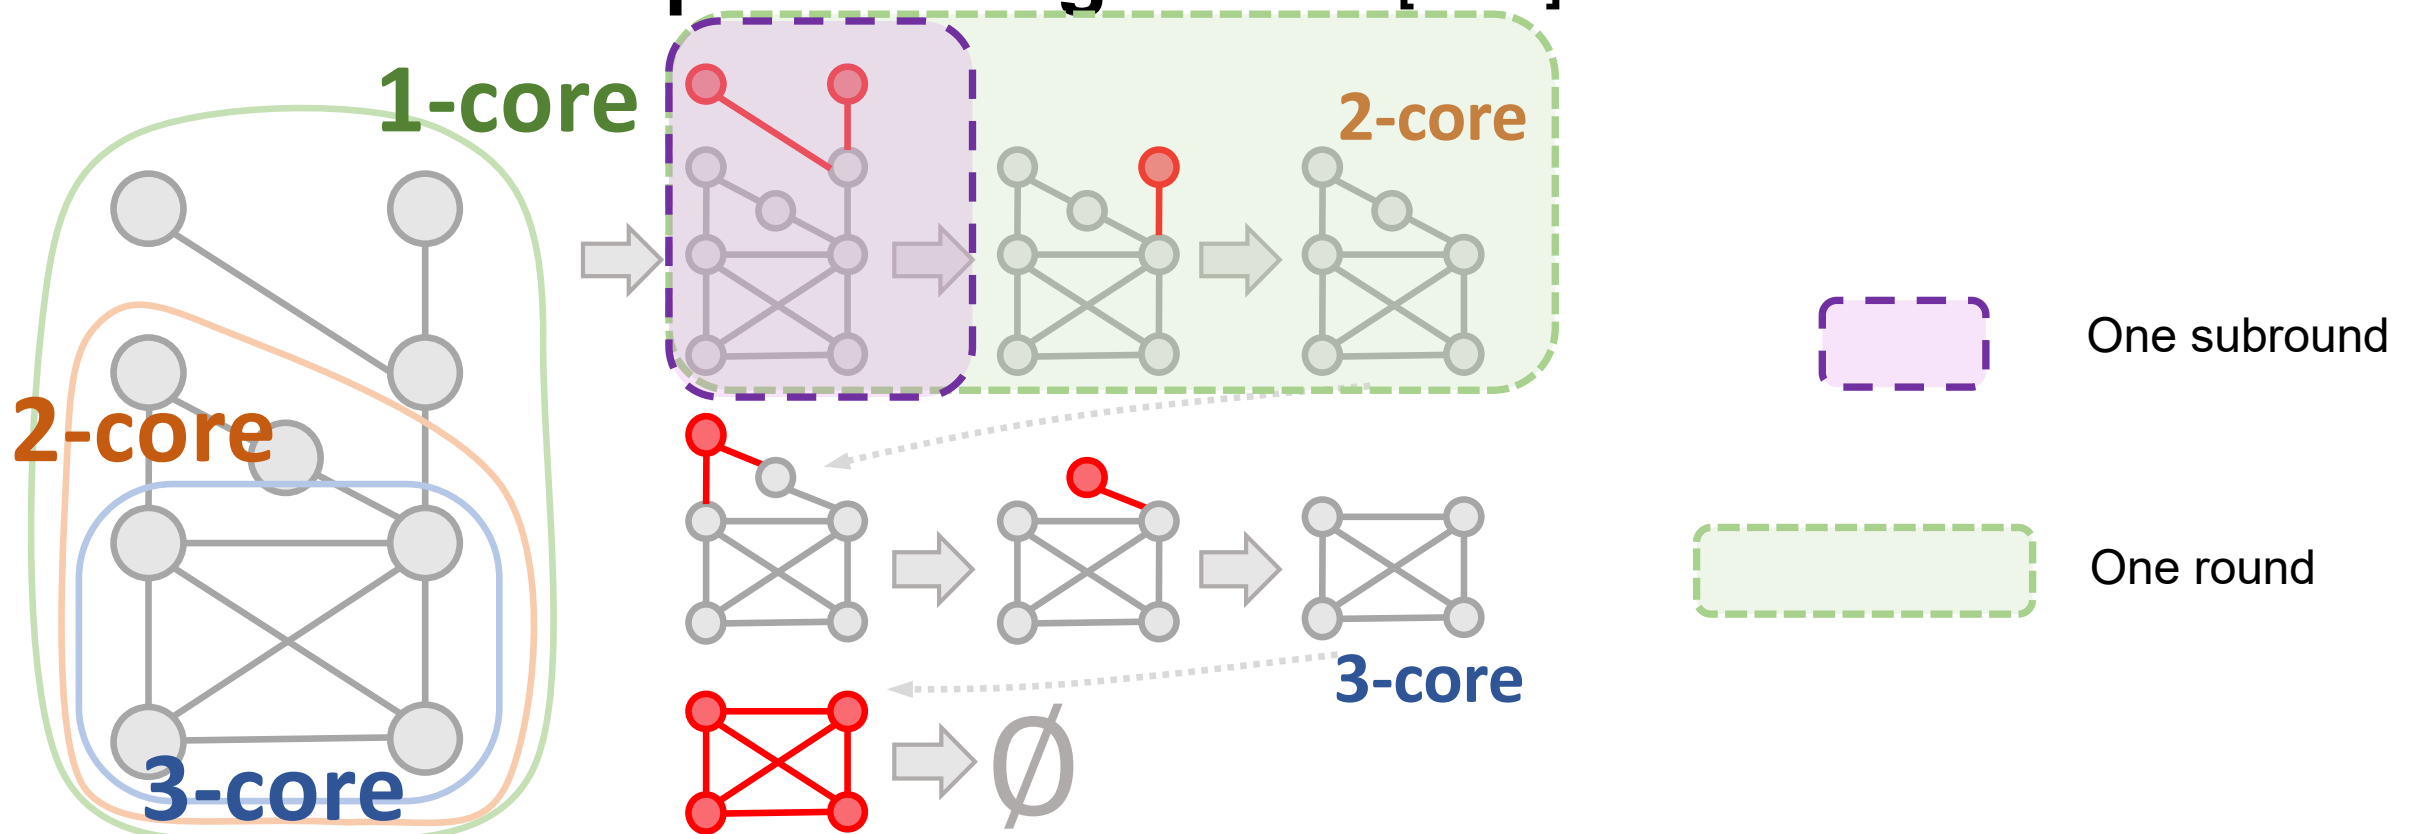 1-core
2-core
3-core
2-core
3-core
∅
One subround
One round